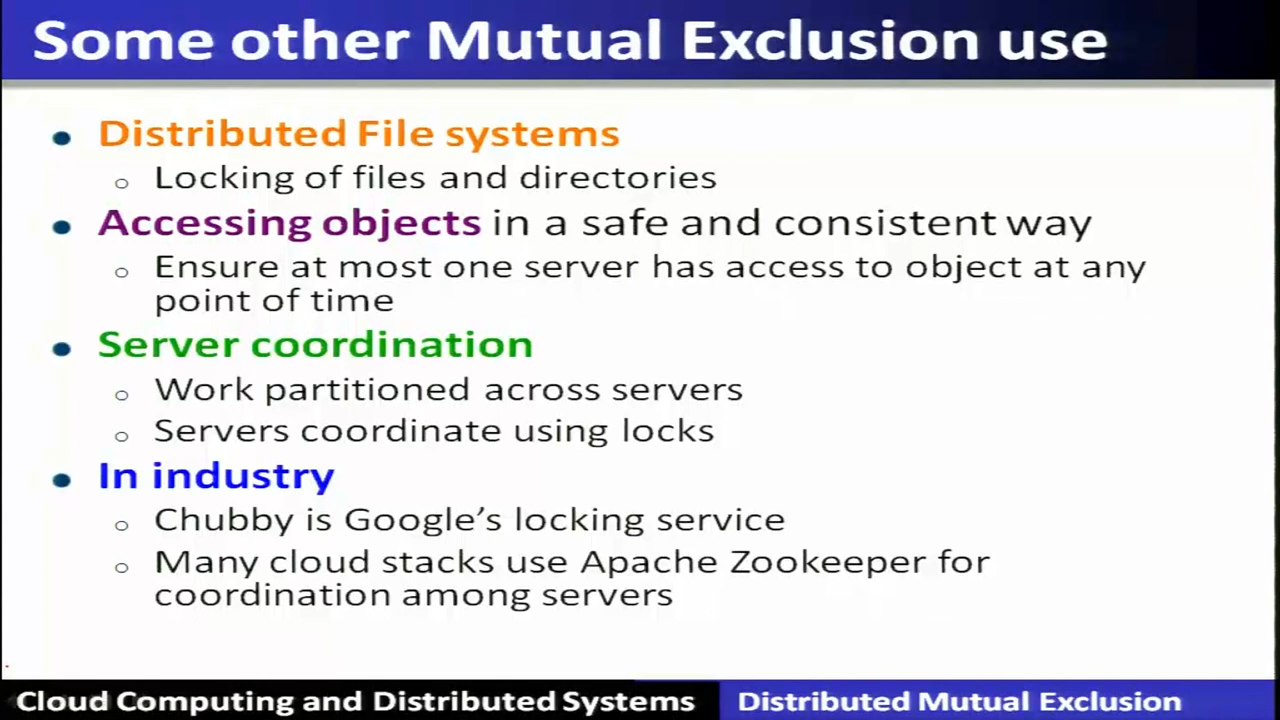 Some other Mutual Exclusion use
• Distributed File systems
○ Locking of files and directories
• Accessing objects in a safe and consistent way
○ Ensure at most one server has access to object at any
point of time
• Server coordination
○ Work partitioned across servers
○ Servers coordinate using locks
• In industry
○ Chubby is Google’s locking service
○ Many cloud stacks use Apache Zookeeper for
coordination among servers
Cloud Computing and Distributed Systems
Distributed Mutual Exclusion